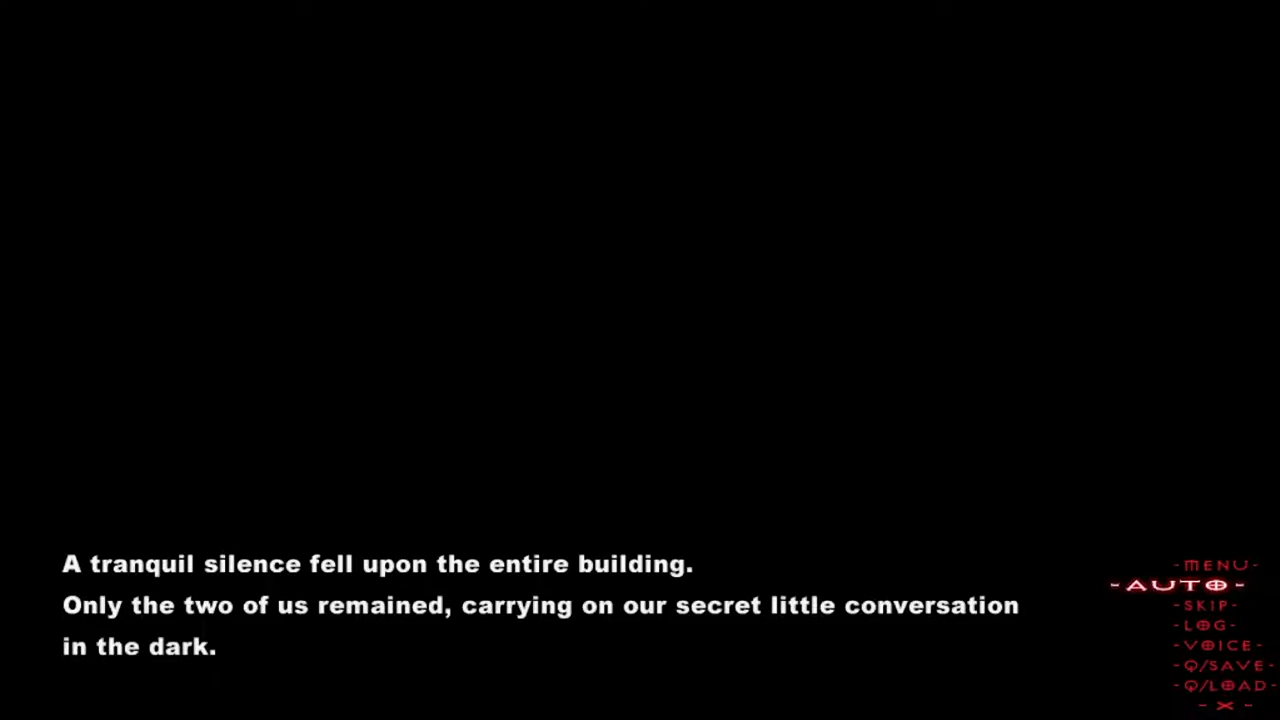 A tranquil silence fell upon the entire building.
Only the two of us remained, carrying on our secret little conversation
in the dark.
-MENU-
-AUTO-
-SKIP-
-LOG-
-VOICE-
-Q/SAVE-
-Q/LOAD-
-X-